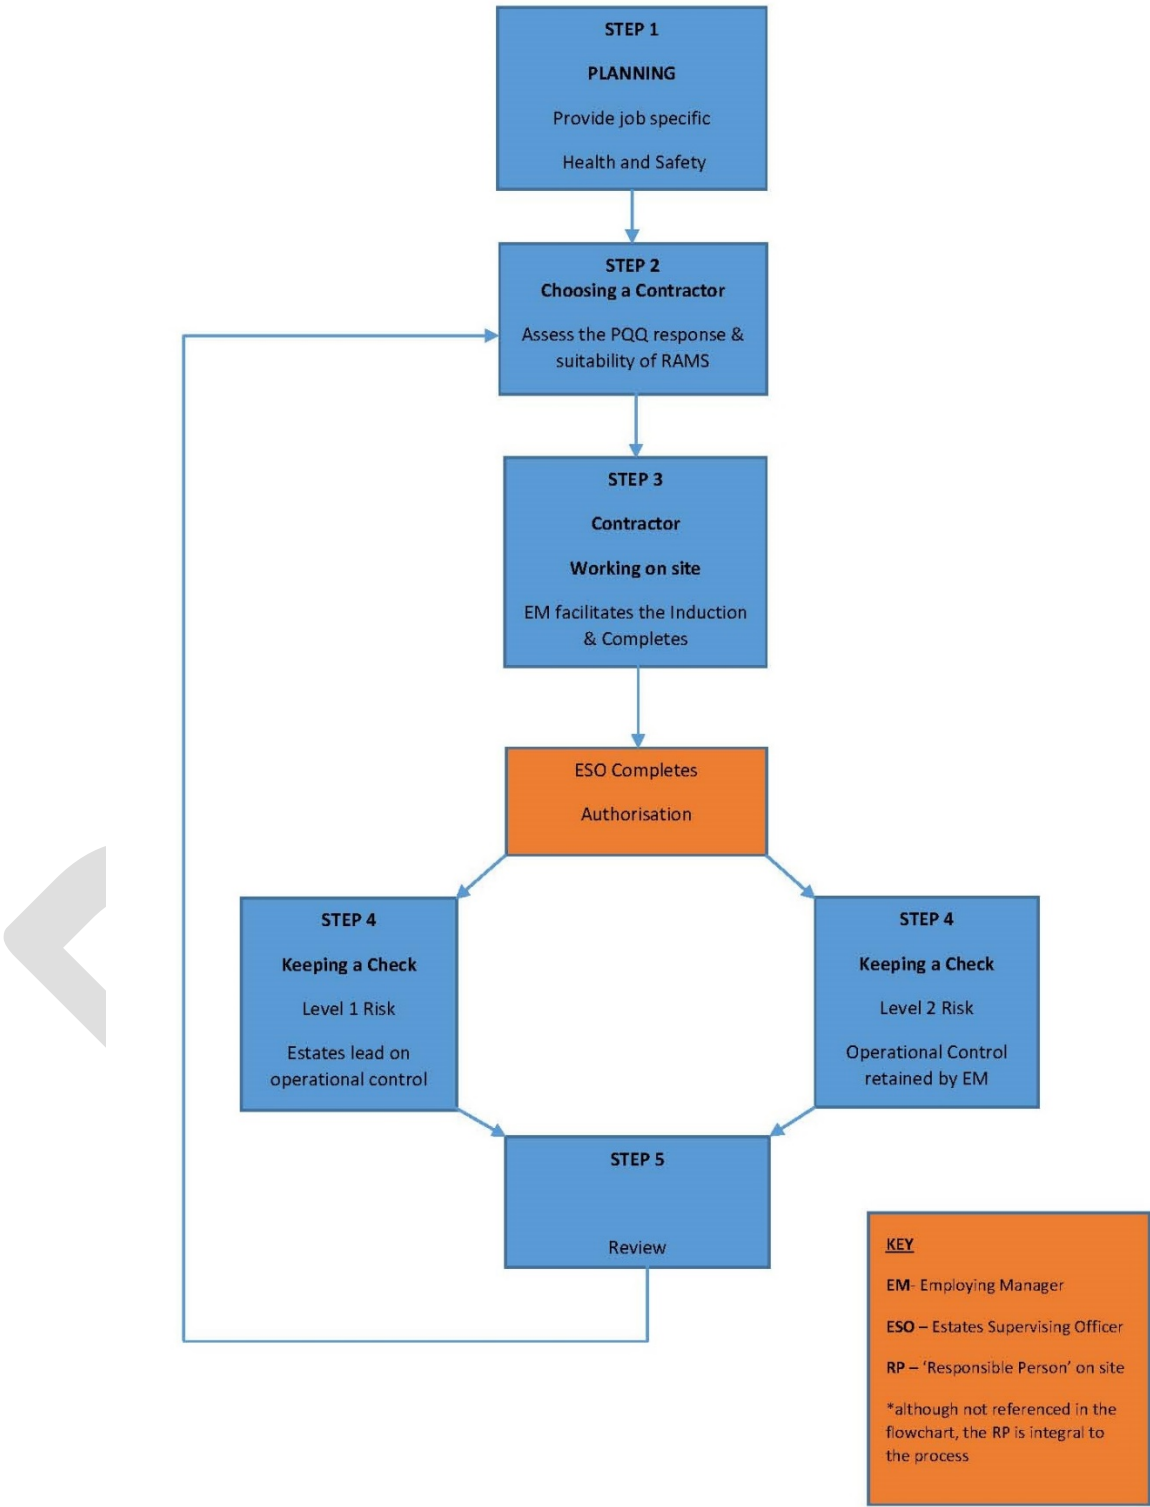 STEP 1
PLANNING
Provide job specific
Health and Safety
STEP 2
Choosing a Contractor
Assess the PQQ response &
suitability of RAMS
STEP 3
Contractor
Working on site
EM facilitates the Induction
& Completes
ESO Completes
Authorisation
STEP 4
Keeping a Check
Level 1 Risk
Estates lead on
operational control
STEP 4
Keeping a Check
Level 2 Risk
Operational Control
retained by EM
STEP 5
Review
KEY
EM- Employing Manager
ESO – Estates Supervising Officer
RP – ‘Responsible Person’ on site
*although not referenced in the
flowchart, the RP is integral to
the process